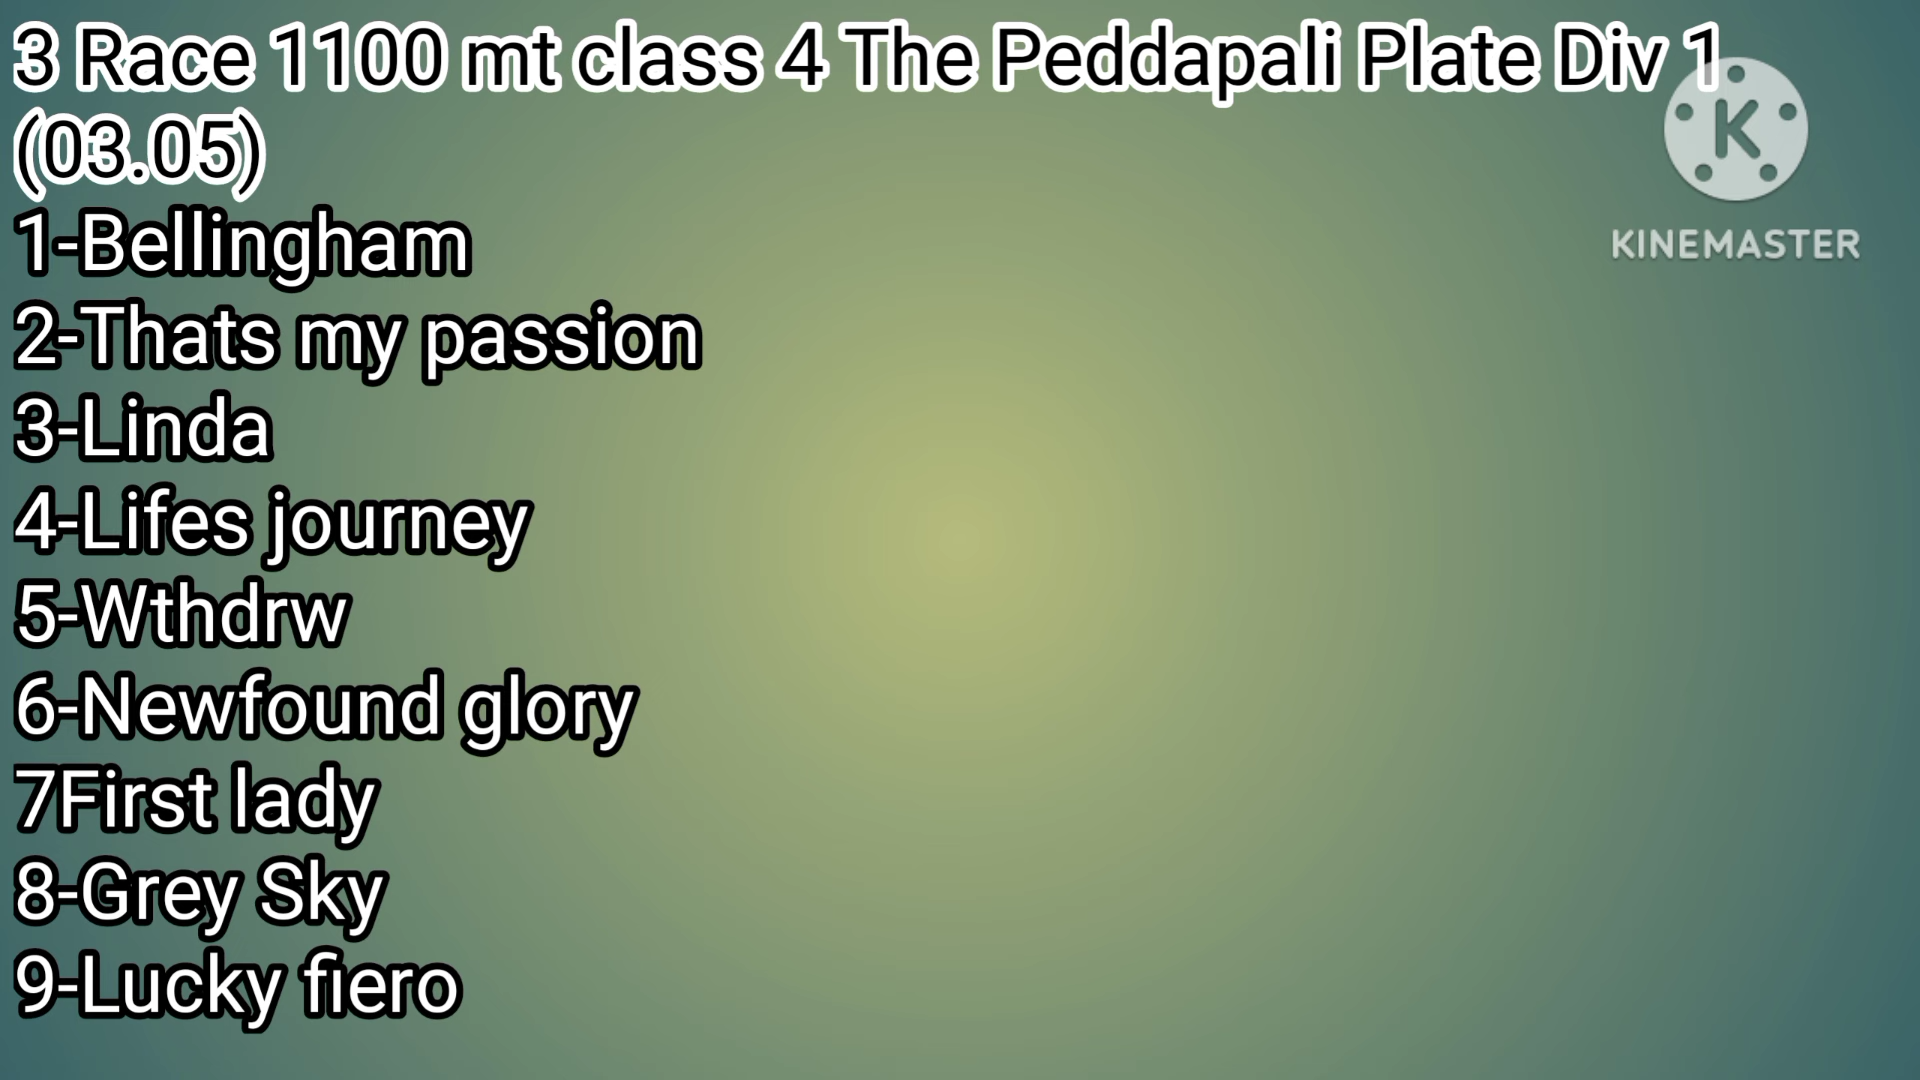 3 Race 1100 mt class 4 The Peddapali Plate Div 1
(03.05)
K
KINEMASTER
1-Bellingham
2-Thats my passion
3-Linda
4-Lifes journey
5-Wthdrw
6-Newfound glory
7First lady
8-Grey Sky
9-Lucky fiero